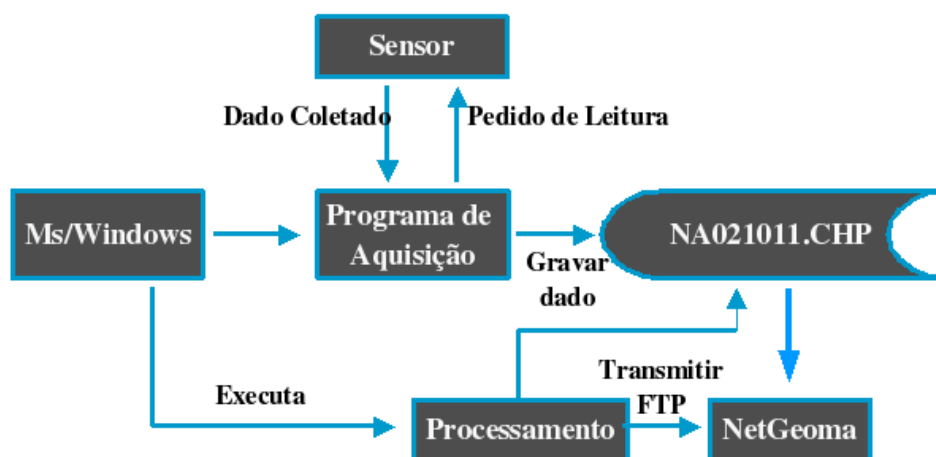 Sensor
Dado Coletado
Pedido de Leitura
Ms/Windows
Programa de
Aquisição
NA021011.CHP
Gravar
dado
Executa
Transmitir
FTP
Processamento
NetGeoma